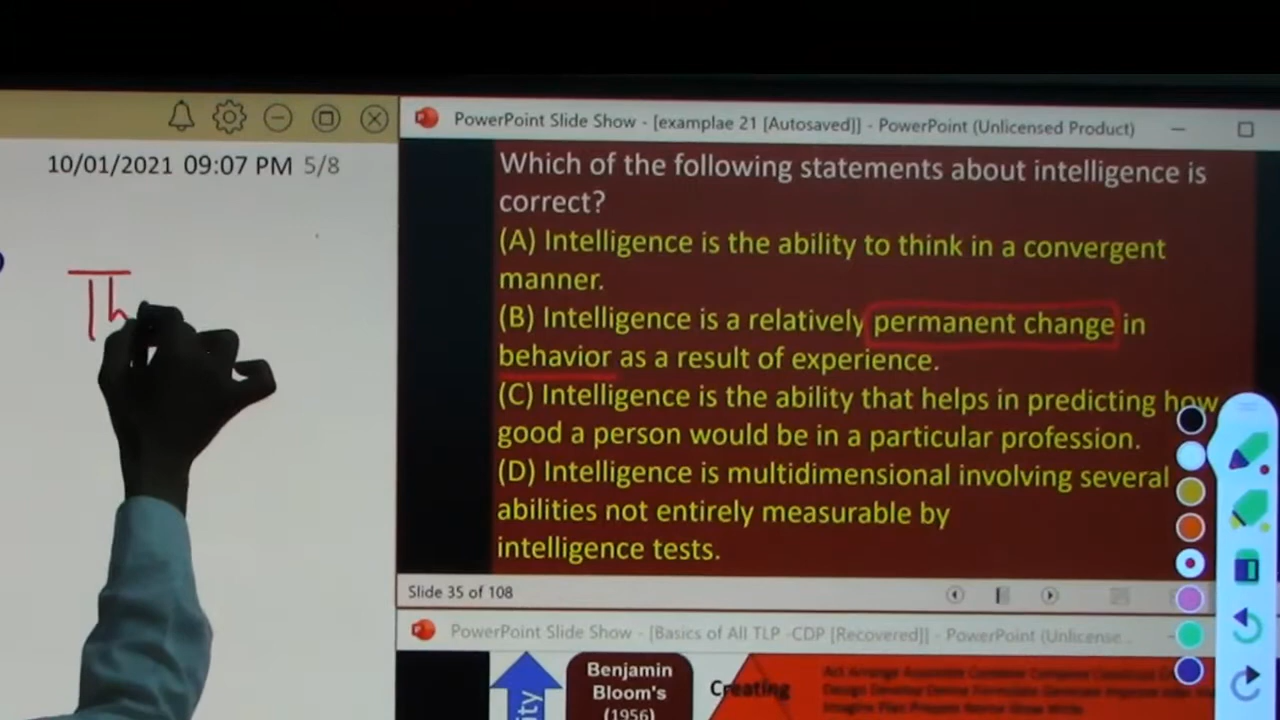 PowerPoint Slide Show - [examplae 21 [Autosaved]] - PowerPoint (Unlicensed Product)
10/01/2021 09:07 PM 5/8
Th
Which of the following statements about intelligence is
correct?
(A) Intelligence is the ability to think in a convergent
manner.
(B) Intelligence is a relatively permanent change in
behavior as a result of experience.
(C) Intelligence is the ability that helps in predicting how
good a person would be in a particular profession.
(D) Intelligence is multidimensional involving several
abilities not entirely measurable by
intelligence tests.
Slide 35 of 108
PowerPoint Slide Show - [Basics of All TLP -CDP [Recovered]] - PowerPoint (Unlicense...
Benjamin
Bloom's
(1956)
Creating